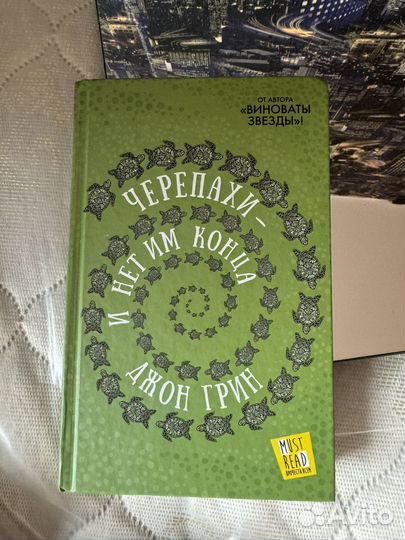 ОТ АВТОРА
«ВИНОВАТЫ
ЗВЕЗДЫ»!
ЧЕРЕПАХИ –
И НЕТ ИМ КОНЦА
ДЖОН ГРИН
MUST
READ
Avito